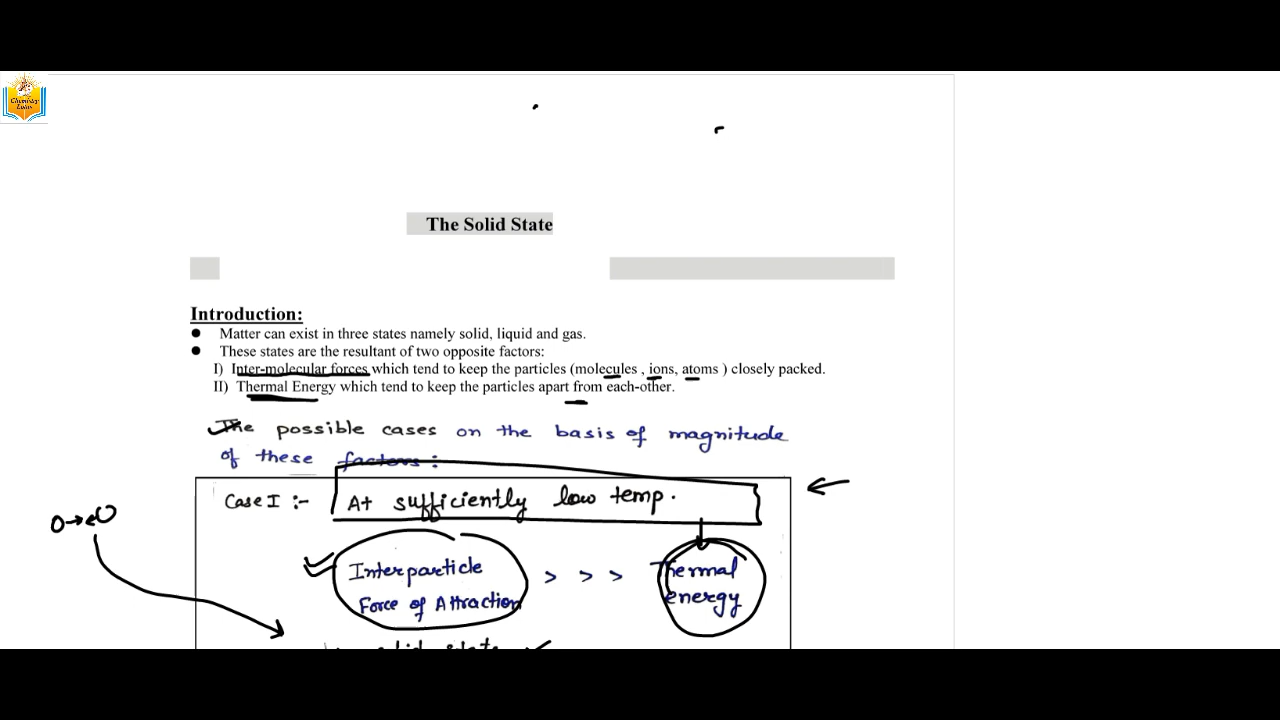 Chemistry
The Solid State
Introduction:
● Matter can exist in three states namely solid, liquid and gas.
● These states are the resultant of two opposite factors:
I) Inter-molecular forces which tend to keep the particles (molecules , ions, atoms ) closely packed.
II) Thermal Energy which tend to keep the particles apart from each-other.
The possible cases on the basis of magnitude
of these factors :
Case I :- At sufficiently low temp.
Interparticle Force of Attraction > > > Thermal energy
solid state